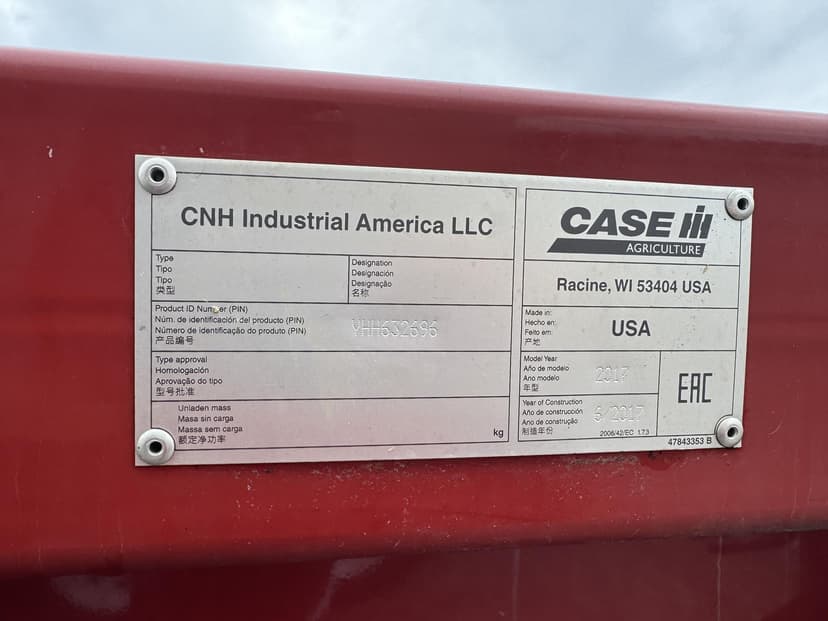 CNH Industrial America LLC
Type
Tipo
Tipo
类型
Designation
Designación
Designação
名称
Product ID Number (PIN)
Núm. de identificación del producto (PIN)
Número de identificação do produto (PIN)
产品编号
YHH632696
Type approval
Homologación
Aprovação do tipo
型号批准
Unladen mass
Masa sin carga
Massa sem carga
额定净功率
kg
CASE IH
AGRICULTURE
Racine, WI 53404 USA
Made in:
Hecho en:
Feito em:
产地
USA
Model Year
Año de modelo
Ano modelo
年型
2017
Year of Construction
Año de construcción
Ano de construção
制造年份
5/2017
2006/42/EC 1.7.3
EAC
47843353 B